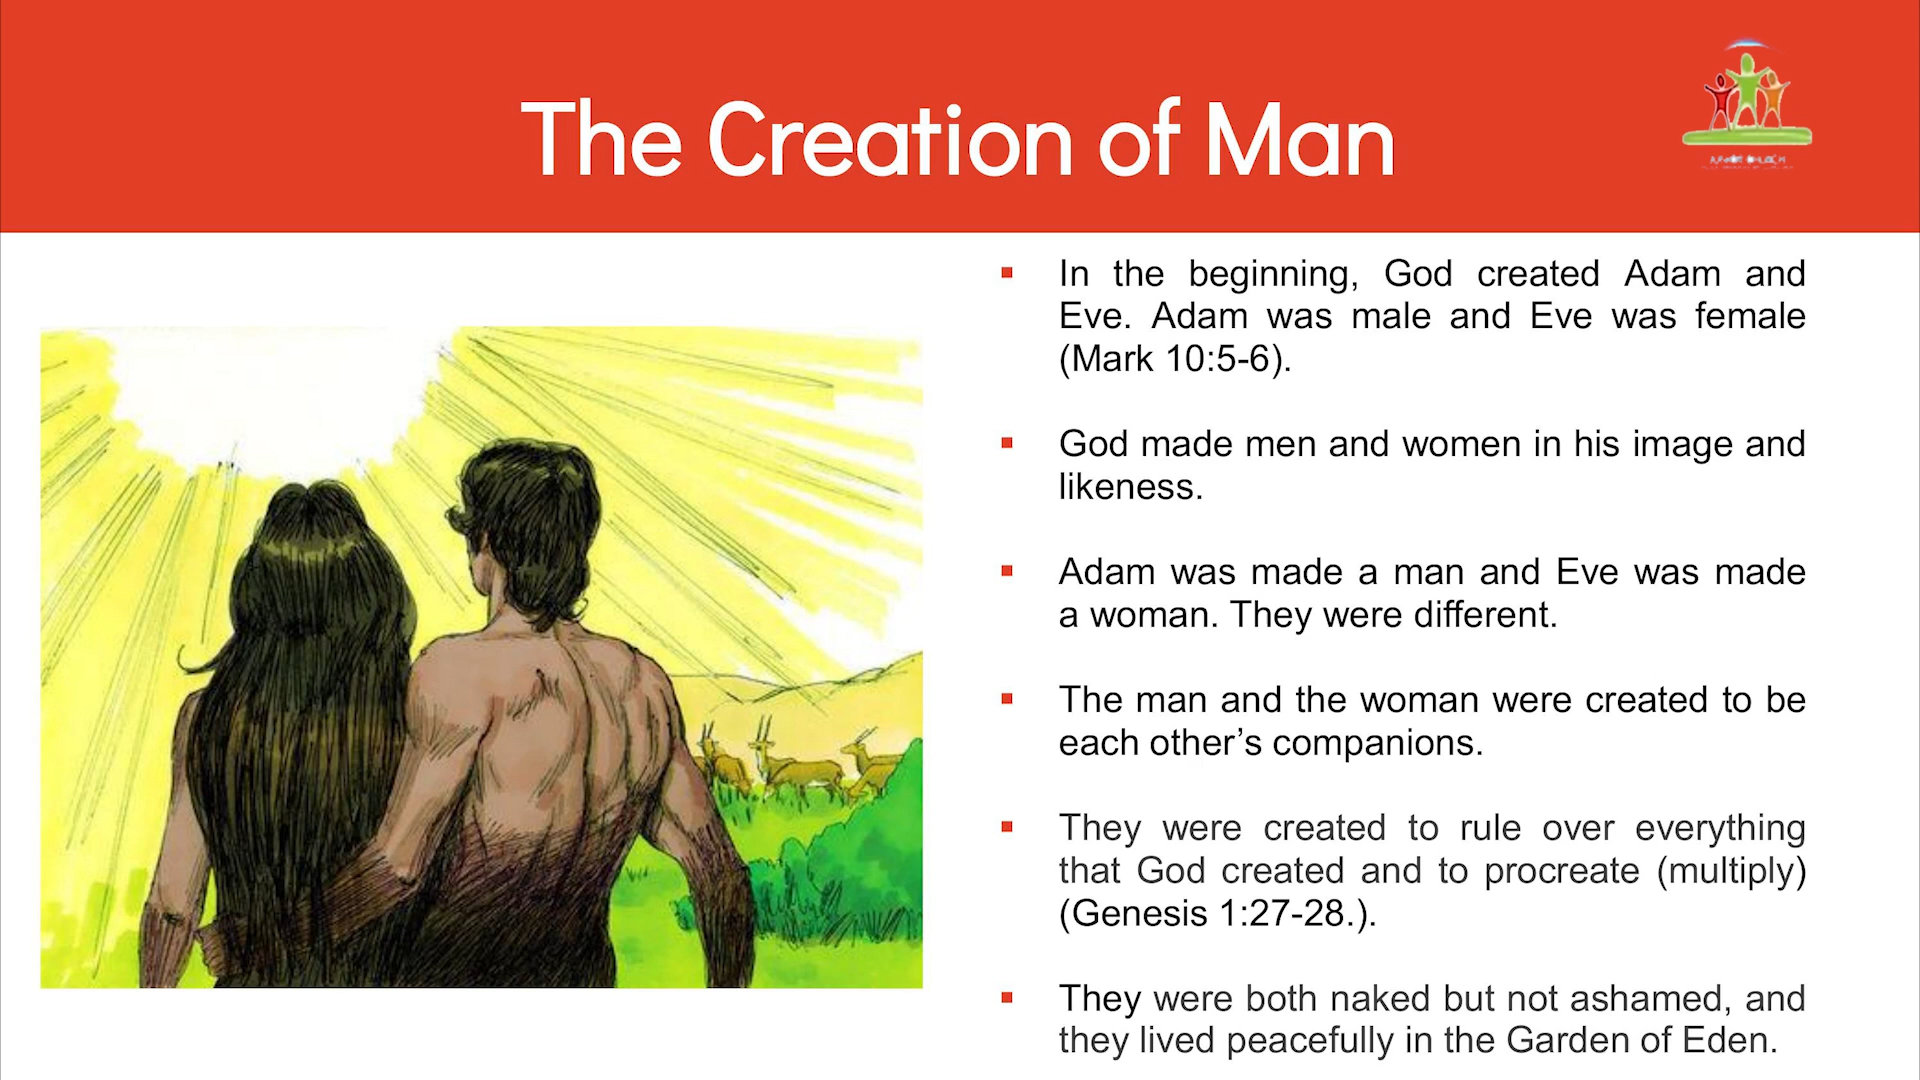 The Creation of Man
In the beginning, God created Adam and
Eve. Adam was male and Eve was female
(Mark 10:5-6).
God made men and women in his image and
likeness.
Adam was made a man and Eve was made
a woman. They were different.
The man and the woman were created to be
each other’s companions.
They were created to rule over everything
that God created and to procreate (multiply)
(Genesis 1:27-28.).
They were both naked but not ashamed, and
they lived peacefully in the Garden of Eden.